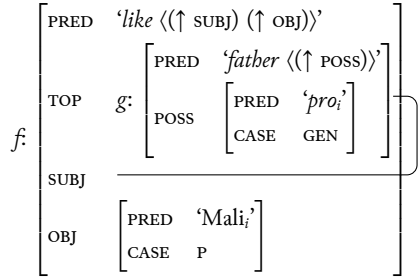 PRED ‘like ⟨(↑ SUBJ) (↑ OBJ)⟩’
PRED ‘father ⟨(↑ POSS)⟩’
TOP g: PRED ‘proᵢ’
POSS
CASE GEN
f:
SUBJ
PRED ‘Maliᵢ’
OBJ
CASE P